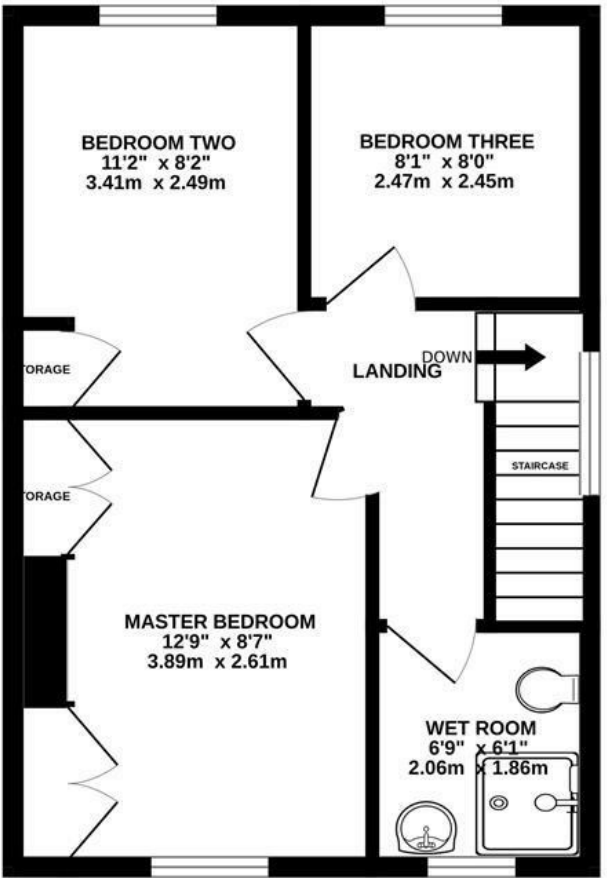 BEDROOM TWO
11'2" x 8'2"
3.41m x 2.49m
BEDROOM THREE
8'1" x 8'0"
2.47m x 2.45m
TORAGE
DOWN
LANDING
STAIRCASE
TORAGE
MASTER BEDROOM
12'9" x 8'7"
3.89m x 2.61m
WET ROOM
6'9" x 6'1"
2.06m x 1.86m